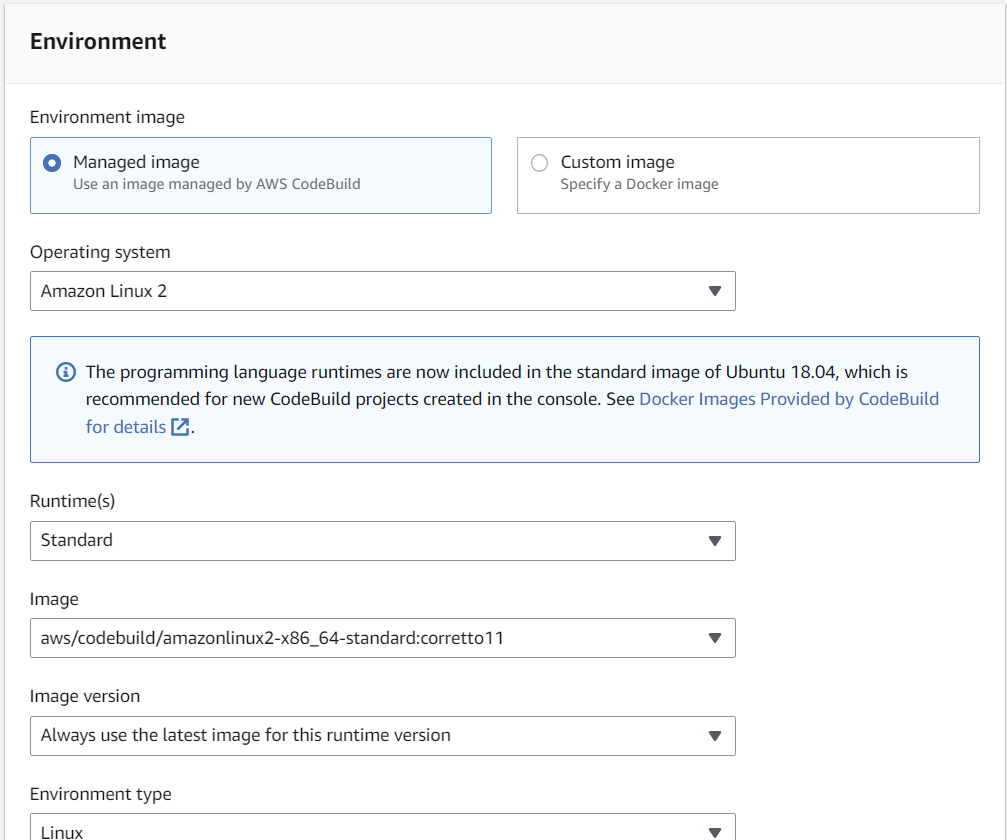 Environment
Environment image
Managed image
Use an image managed by AWS CodeBuild
Custom image
Specify a Docker image
Operating system
Amazon Linux 2
The programming language runtimes are now included in the standard image of Ubuntu 18.04, which is
recommended for new CodeBuild projects created in the console. See Docker Images Provided by CodeBuild
for details.
Runtime(s)
Standard
Image
aws/codebuild/amazonlinux2-x86_64-standard:corretto11
Image version
Always use the latest image for this runtime version
Environment type
Linux